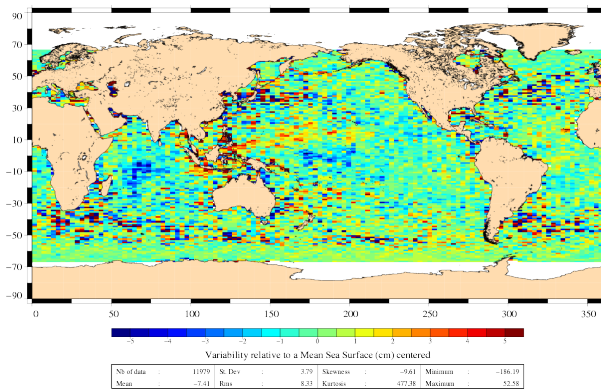 90
70
50
30
10
−10
−30
−50
−70
−90
0 50 100 150 200 250 300 350
−5 −4 −3 −2 −1 0 1 2 3 4 5
Variability relative to a Mean Sea Surface (cm) centered
Nb of data : 11979 St. Dev : 3.79 Skewness : −9.61 Minimum : −186.19
Mean : −7.41 Rms : 8.33 Kurtosis : 477.38 Maximum : 52.58